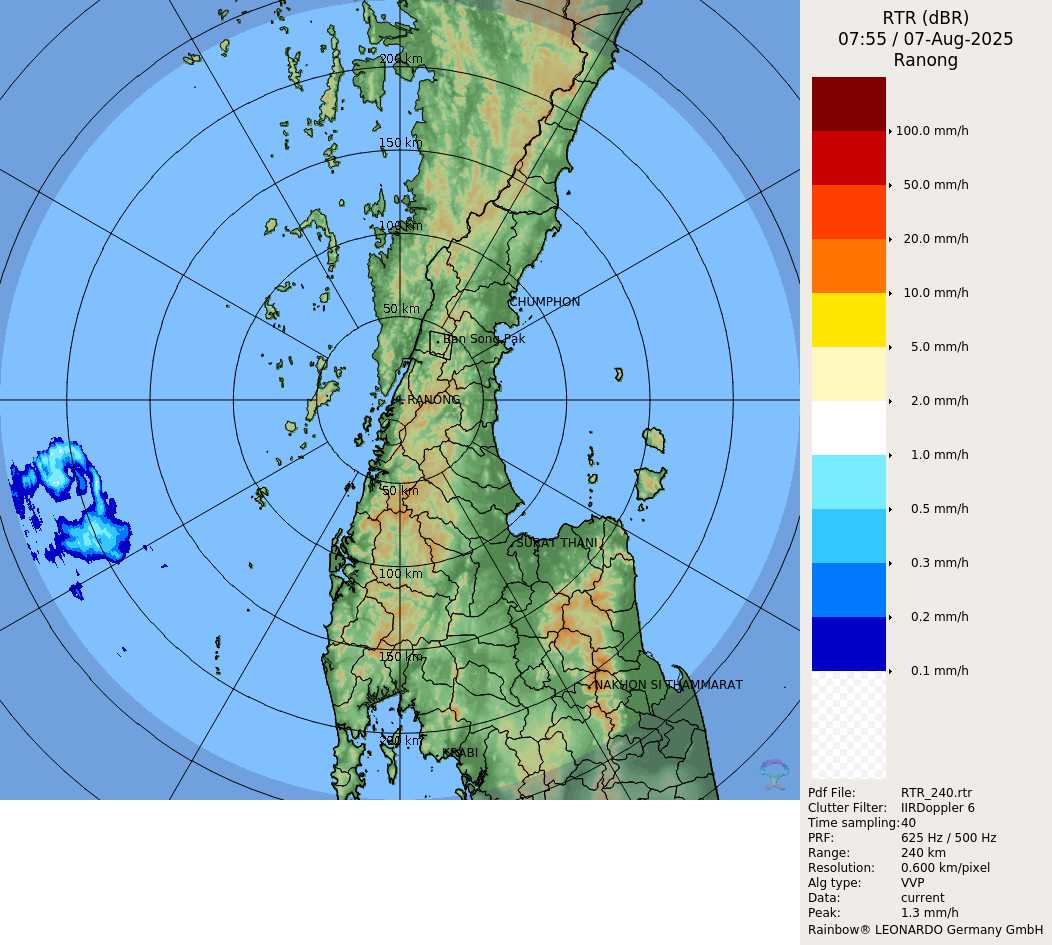 RTR (dBR)
07:55 / 07-Aug-2025
Ranong
200 km
150 km
100 km
50 km
CHUMPHON
Ban Song Pak
RANONG
50 km
SURAT THANI
100 km
150 km
NAKHON SI THAMMARAT
200 km
KRABI
100.0 mm/h
50.0 mm/h
20.0 mm/h
10.0 mm/h
5.0 mm/h
2.0 mm/h
1.0 mm/h
0.5 mm/h
0.3 mm/h
0.2 mm/h
0.1 mm/h
Pdf File: RTR_240.rtr
Clutter Filter: IIRDoppler 6
Time sampling:40
PRF: 625 Hz / 500 Hz
Range: 240 km
Resolution: 0.600 km/pixel
Alg type: VVP
Data: current
Peak: 1.3 mm/h
Rainbow® LEONARDO Germany GmbH